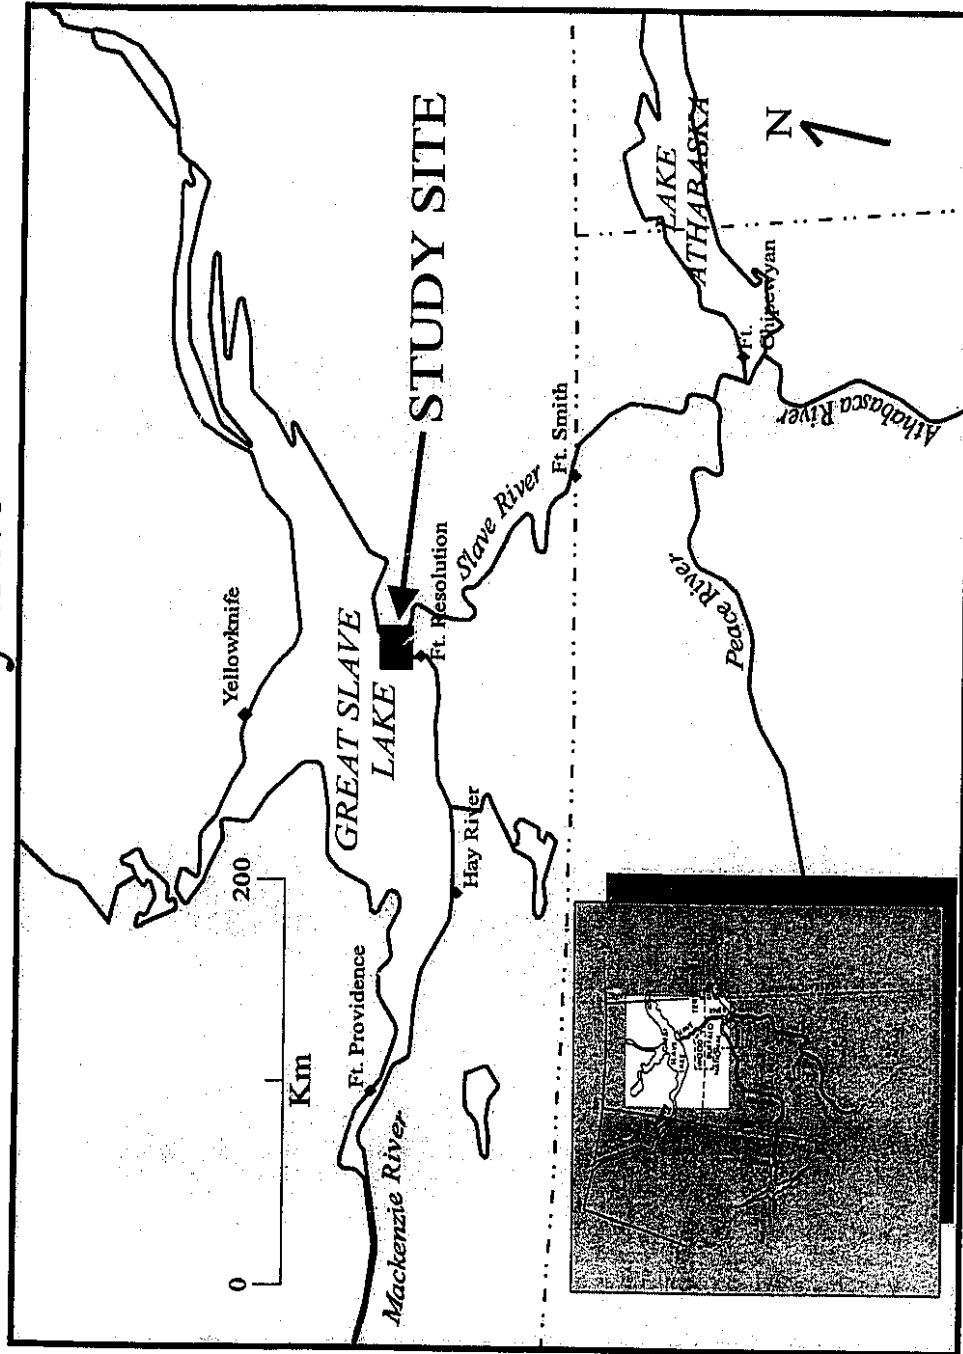 Yellowknife
GREAT SLAVE
LAKE
STUDY SITE
Ft. Resolution
Slave River
Ft. Smith
LAKE
ATHABASKA
N
Ft.
Chipewyan
Athabasca River
Peace River
Hay River
Ft. Providence
Mackenzie River
0
200
Km